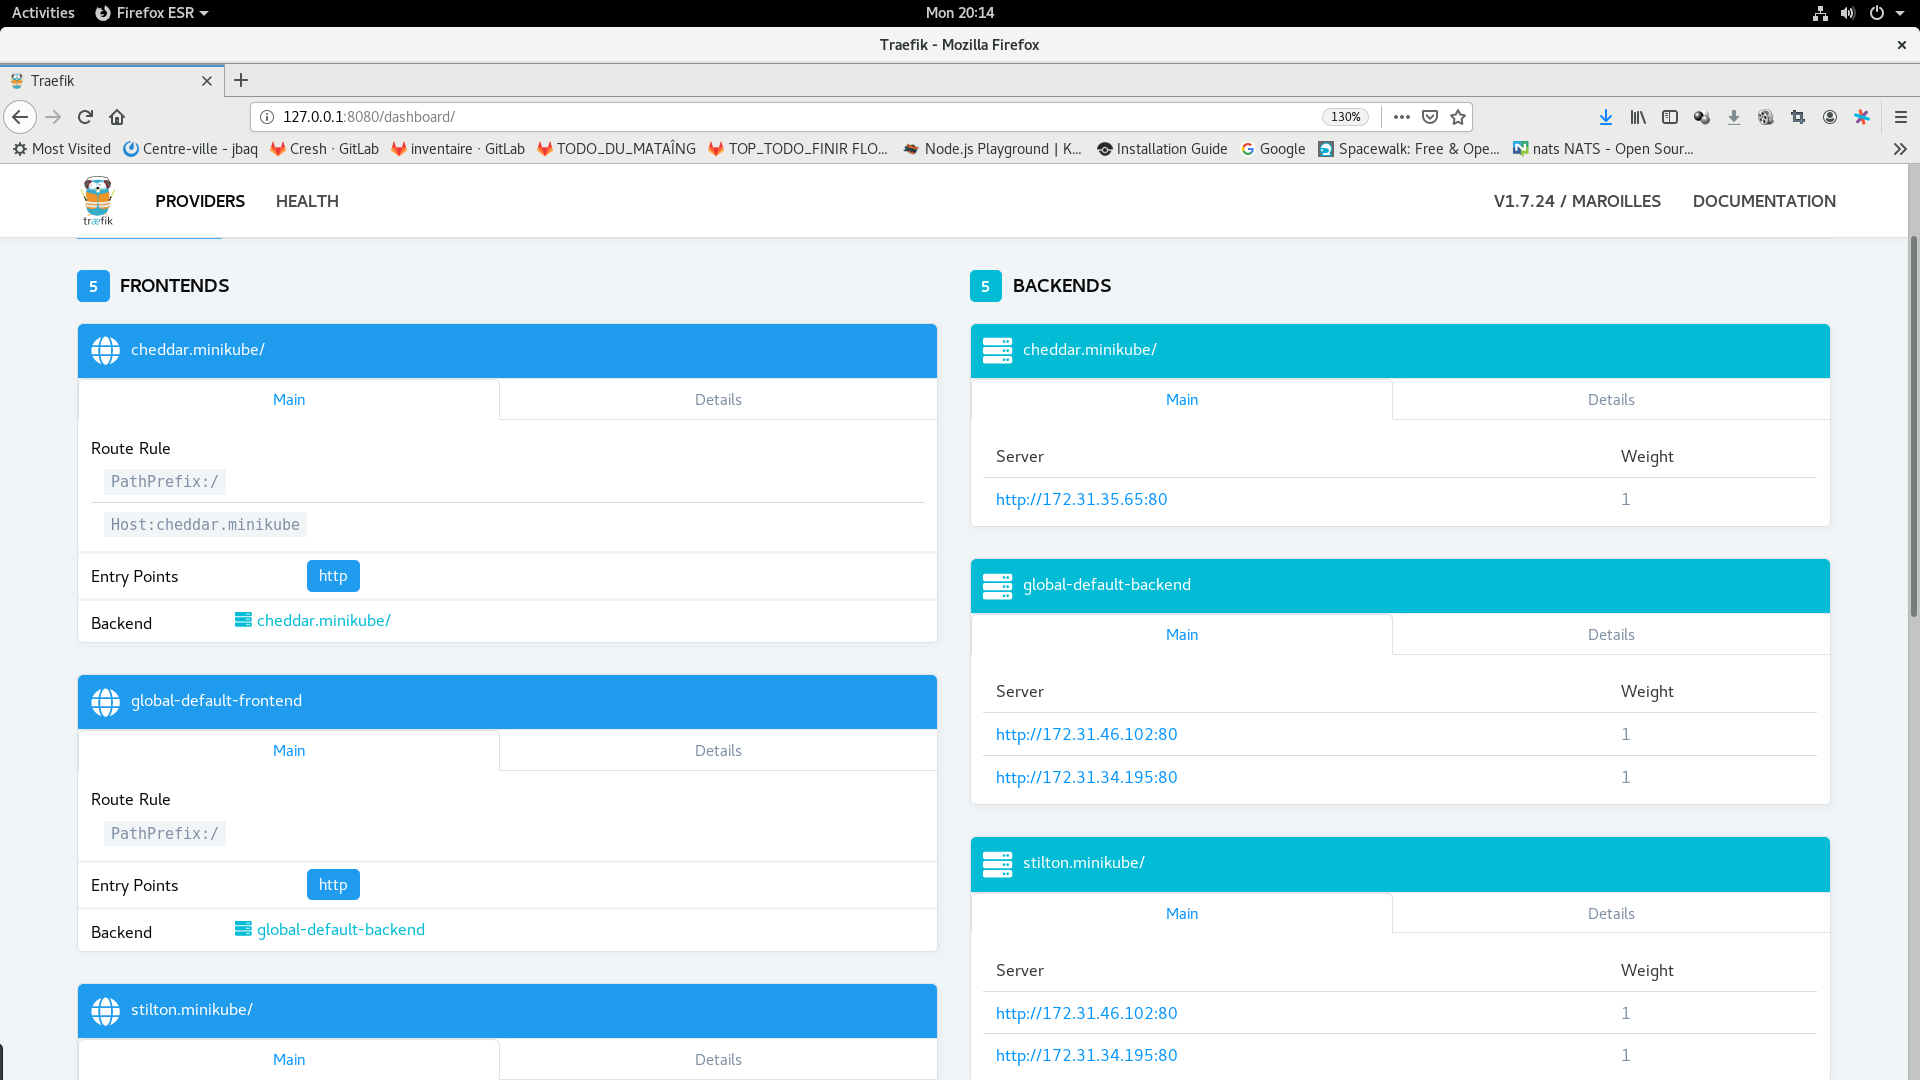 Activities Firefox ESR Mon 20:14
Traefik - Mozilla Firefox
Traefik
127.0.0.1:8080/dashboard/ 130%
Most Visited Centre-ville - jbaq Cresh · GitLab inventaire · GitLab TODO_DU_MATAÎNG TOP_TODO_FINIR FLO... Node.js Playground | K... Installation Guide Google Spacewalk: Free & Ope... nats NATS - Open Sour...
træfik PROVIDERS HEALTH V1.7.24 / MAROILLES DOCUMENTATION
5 FRONTENDS
cheddar.minikube/
Main Details
Route Rule
PathPrefix:/
Host:cheddar.minikube
Entry Points http
Backend cheddar.minikube/
global-default-frontend
Main Details
Route Rule
PathPrefix:/
Entry Points http
Backend global-default-backend
stilton.minikube/
Main Details
5 BACKENDS
cheddar.minikube/
Main Details
Server Weight
http://172.31.35.65:80 1
global-default-backend
Main Details
Server Weight
http://172.31.46.102:80 1
http://172.31.34.195:80 1
stilton.minikube/
Main Details
Server Weight
http://172.31.46.102:80 1
http://172.31.34.195:80 1